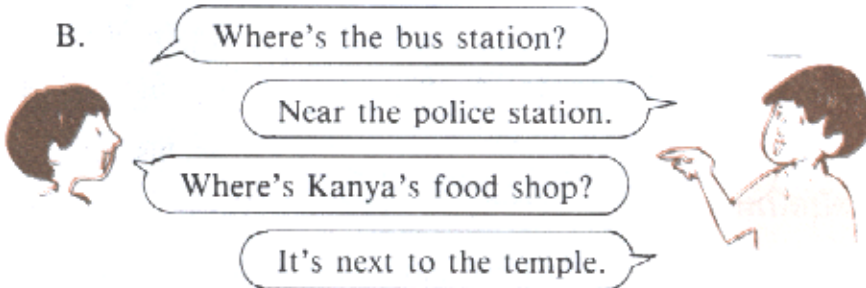 B.
Where's the bus station?
Near the police station.
Where's Kanya's food shop?
It's next to the temple.